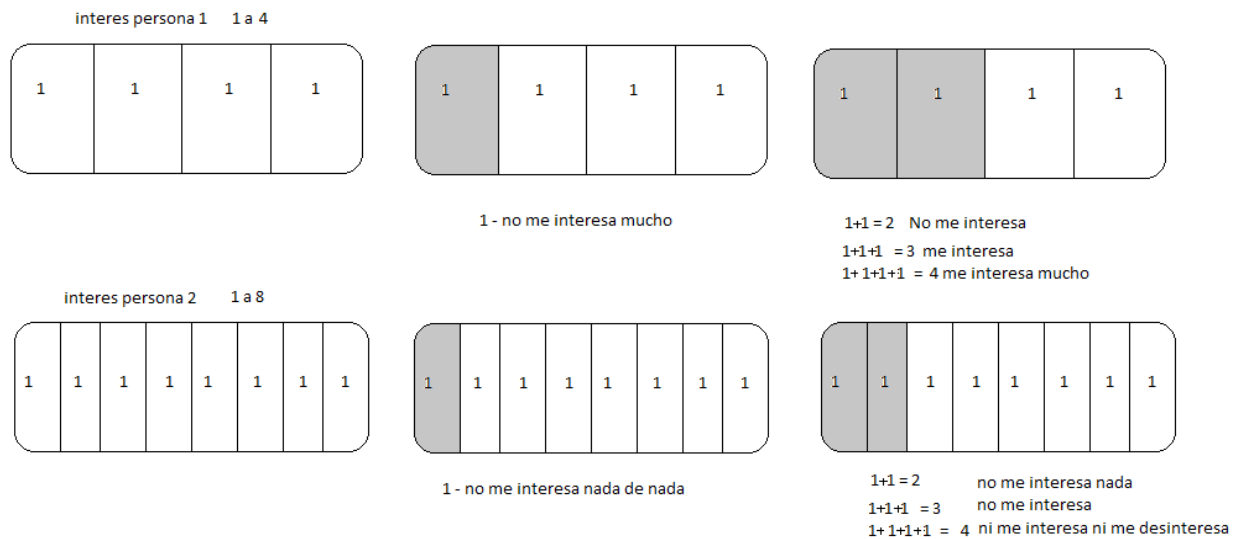 interes persona 1 1 a 4
1 1 1 1
1 1 1 1
1 1 1 1
1 - no me interesa mucho
1+1 = 2 No me interesa
1+1+1 = 3 me interesa
1+ 1+1+1 = 4 me interesa mucho
interes persona 2 1 a 8
1 1 1 1 1 1 1 1
1 1 1 1 1 1 1 1
1 1 1 1 1 1 1 1
1 - no me interesa nada de nada
1+1 = 2 no me interesa nada
1+1+1 = 3 no me interesa
1+ 1+1+1 = 4 ni me interesa ni me desinteresa